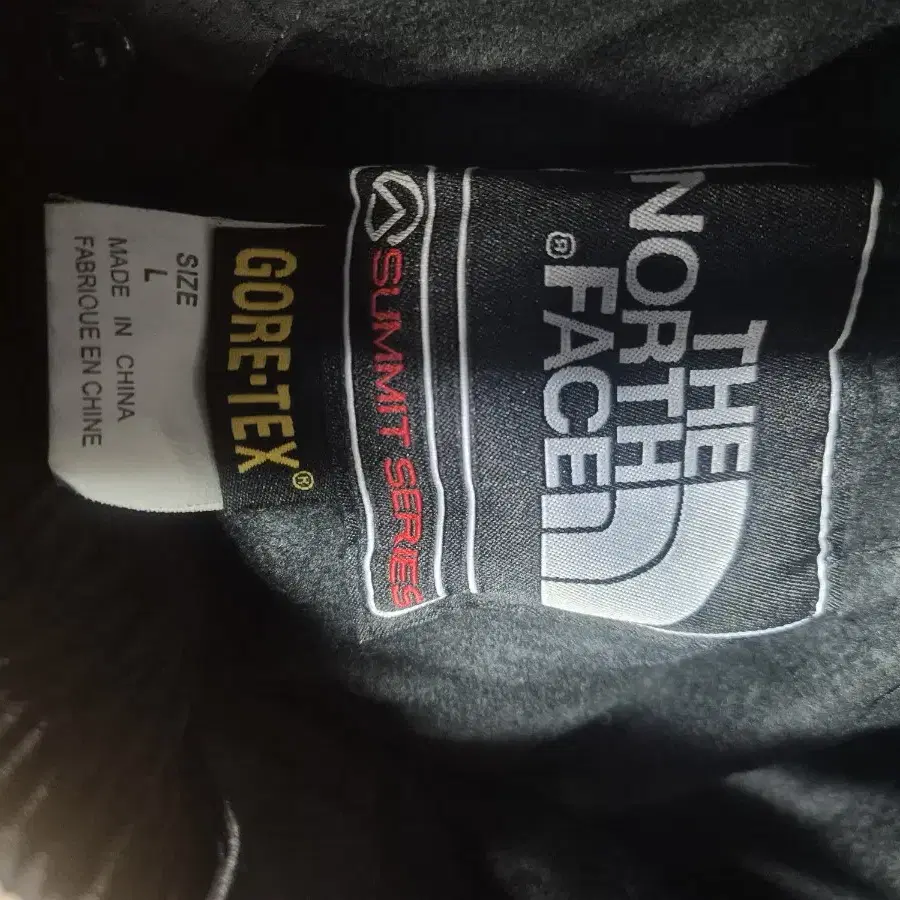 THE
NORTH
FACE®
SUMMIT SERIES
GORE-TEX®
SIZE
L
MADE IN CHINA
FABRIQUE EN CHINE